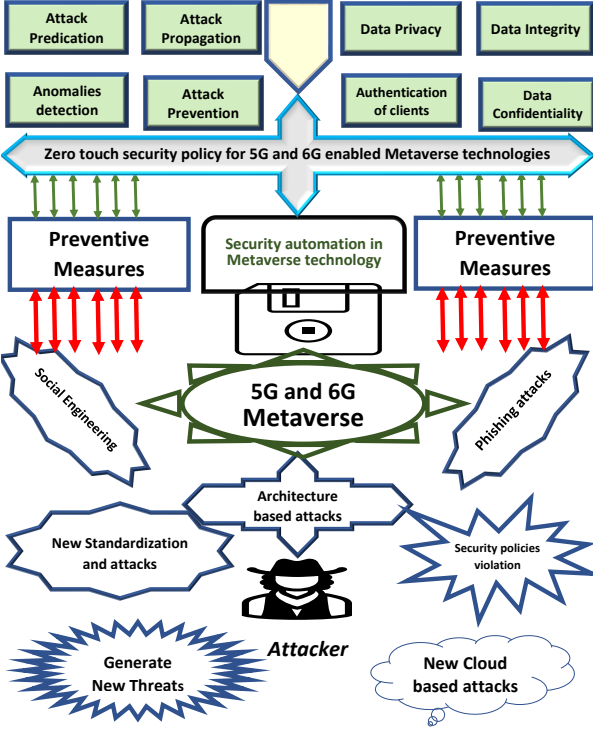 Attack
Predication
Attack
Propagation
Data Privacy
Data Integrity
Anomalies
detection
Attack
Prevention
Authentication
of clients
Data
Confidentiality
Zero touch security policy for 5G and 6G enabled Metaverse technologies
Preventive
Measures
Security automation in
Metaverse technology
Preventive
Measures
Social Engineering
5G and 6G
Metaverse
Phishing attacks
Architecture
based attacks
New Standardization
and attacks
Security policies
violation
Attacker
Generate
New Threats
New Cloud
based attacks